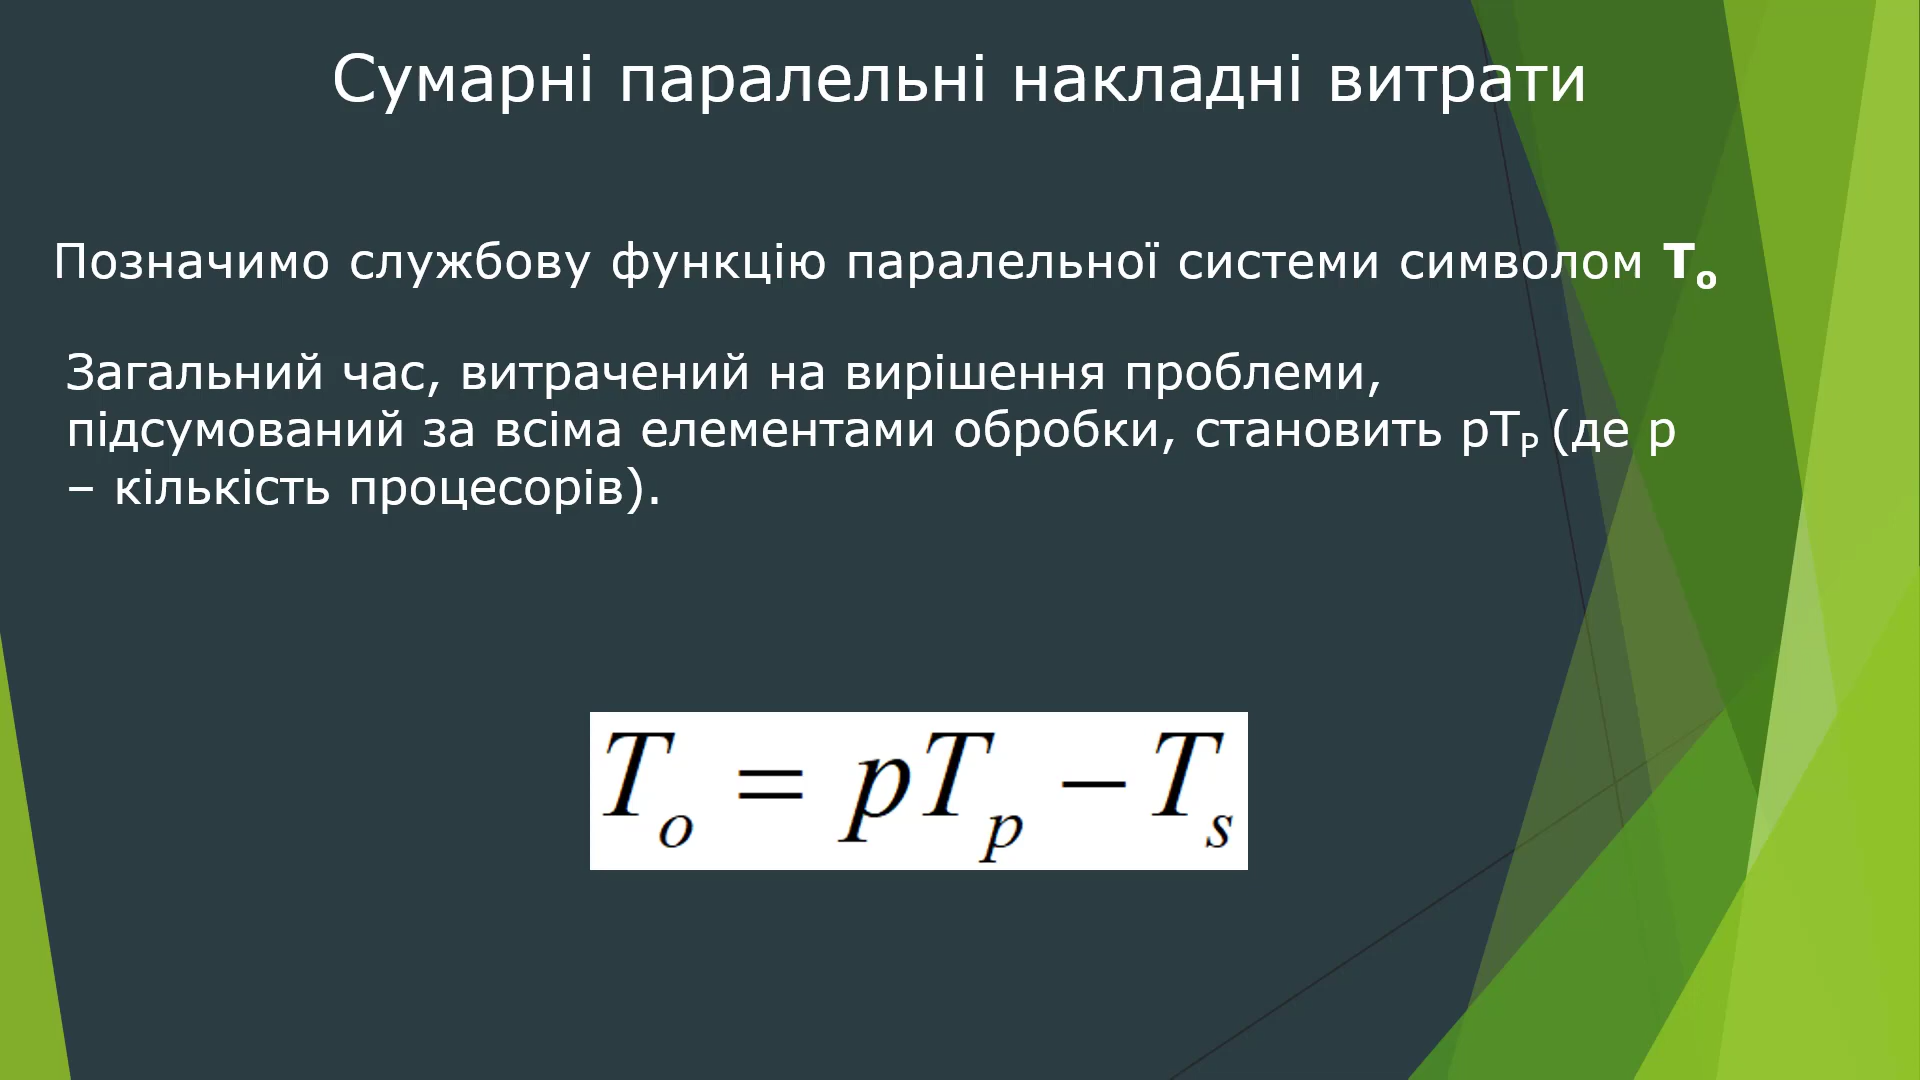 Сумарні паралельні накладні витрати
Позначимо службову функцію паралельної системи символом Tₒ
Загальний час, витрачений на вирішення проблеми,
підсумований за всіма елементами обробки, становить pTₚ (де p
– кількість процесорів).
Tₒ = pTₚ − Tₛ